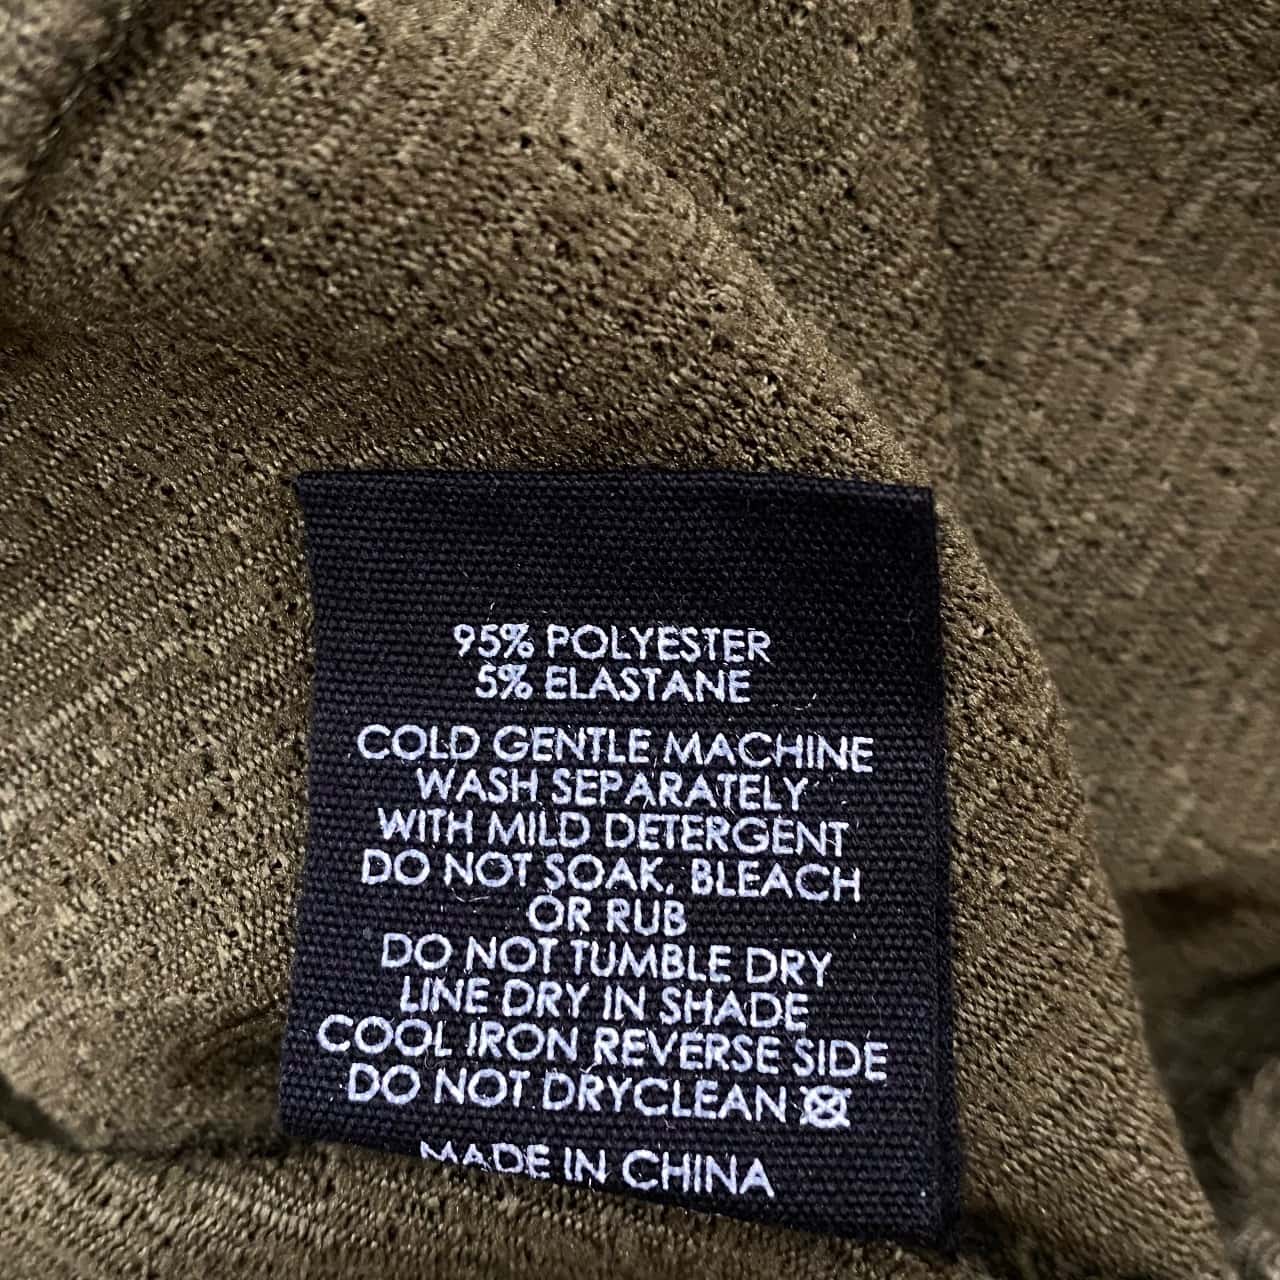 95% POLYESTER
5% ELASTANE
COLD GENTLE MACHINE
WASH SEPARATELY
WITH MILD DETERGENT
DO NOT SOAK, BLEACH
OR RUB
DO NOT TUMBLE DRY
LINE DRY IN SHADE
COOL IRON REVERSE SIDE
DO NOT DRYCLEAN
MADE IN CHINA